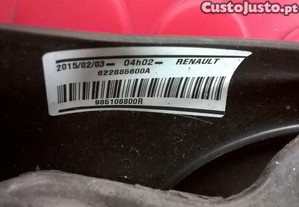 CustoJusto.pt
2015/02/03- 04h02- RENAULT
622885600A
985108800R